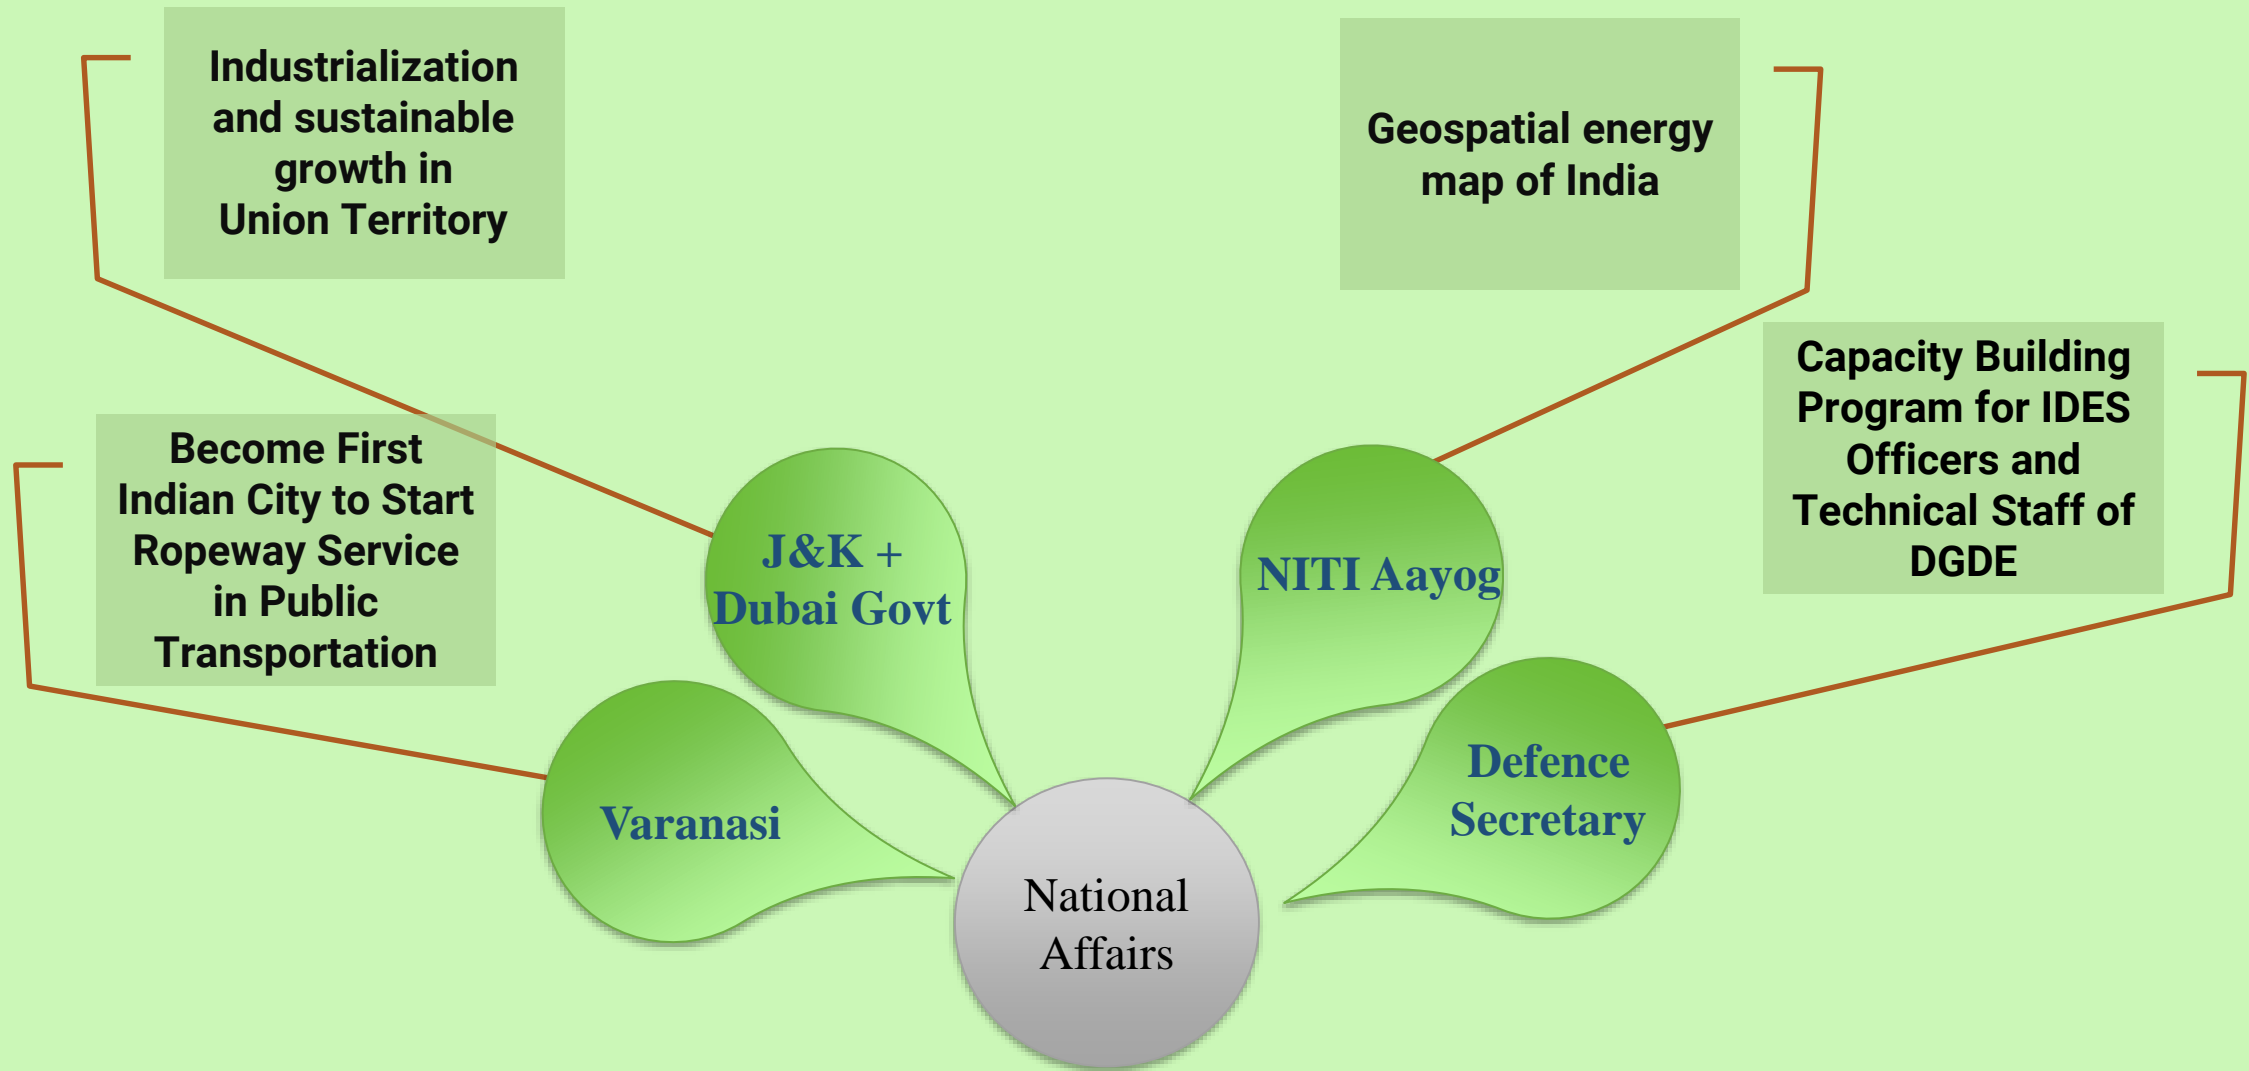 Industrialization
and sustainable
growth in
Union Territory
Geospatial energy
map of India
Capacity Building
Program for IDES
Officers and
Technical Staff of
DGDE
Become First
Indian City to Start
Ropeway Service
in Public
Transportation
J&K +
Dubai Govt
NITI Aayog
Defence
Secretary
Varanasi
National
Affairs